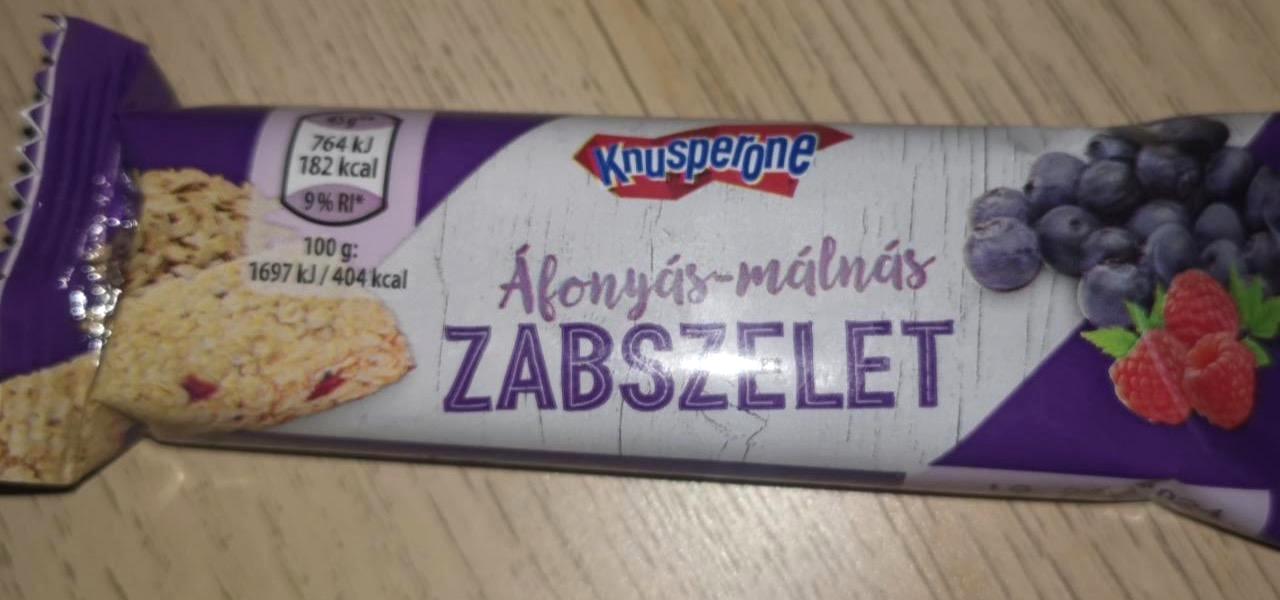 45g**
764 kJ
182 kcal
9% RI*
100 g:
1697 kJ / 404 kcal
Knusperone
Áfonyás-málnás
ZABSZELET